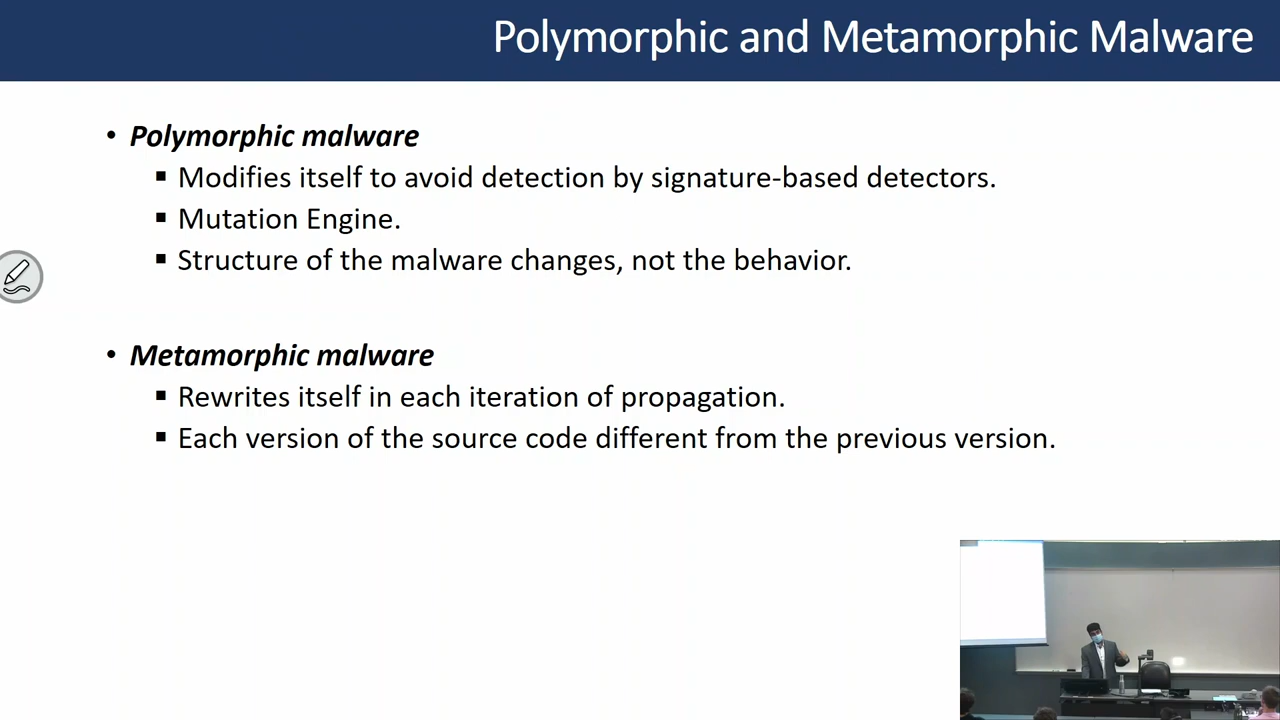 Polymorphic and Metamorphic Malware
• Polymorphic malware
▪ Modifies itself to avoid detection by signature-based detectors.
▪ Mutation Engine.
▪ Structure of the malware changes, not the behavior.
• Metamorphic malware
▪ Rewrites itself in each iteration of propagation.
▪ Each version of the source code different from the previous version.